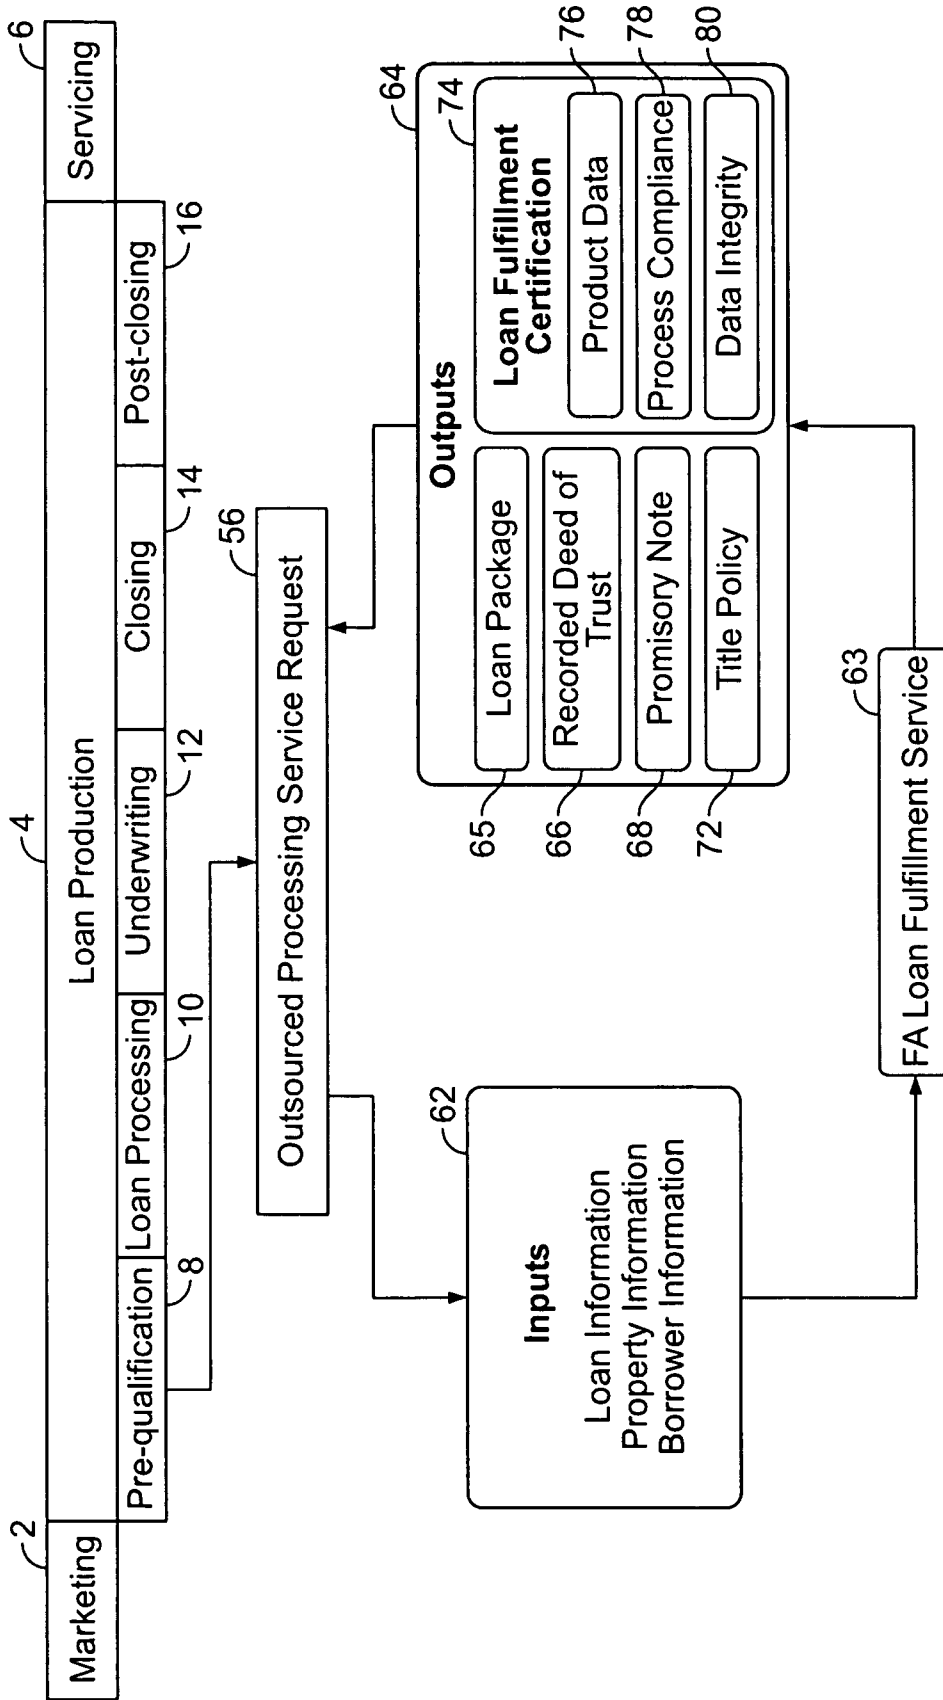 2
4
6
Marketing
Loan Production
Servicing
Pre-qualification
Loan Processing
Underwriting
Closing
Post-closing
8
10
12
14
16
56
Outsourced Processing Service Request
62
Inputs
Loan Information
Property Information
Borrower Information
64
Outputs
74
65
Loan Package
66
Recorded Deed of
Trust
68
Promisory Note
72
Title Policy
Loan Fulfillment
Certification
Product Data
76
Process Compliance
78
Data Integrity
80
63
FA Loan Fulfillment Service